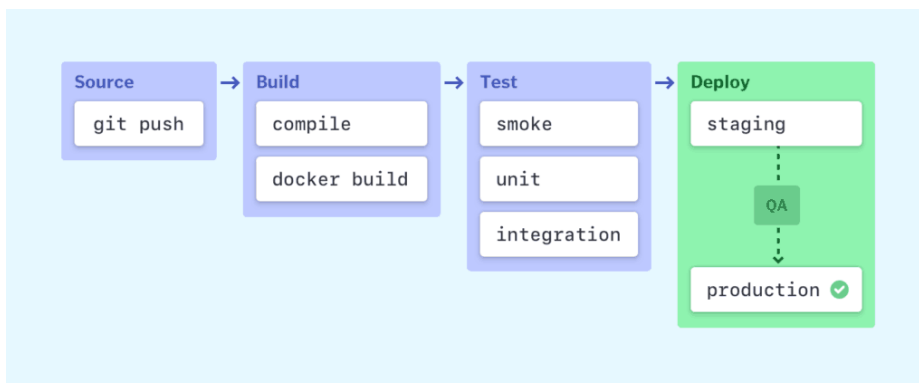 Source
git push
Build
compile
docker build
Test
smoke
unit
integration
Deploy
staging
QA
production